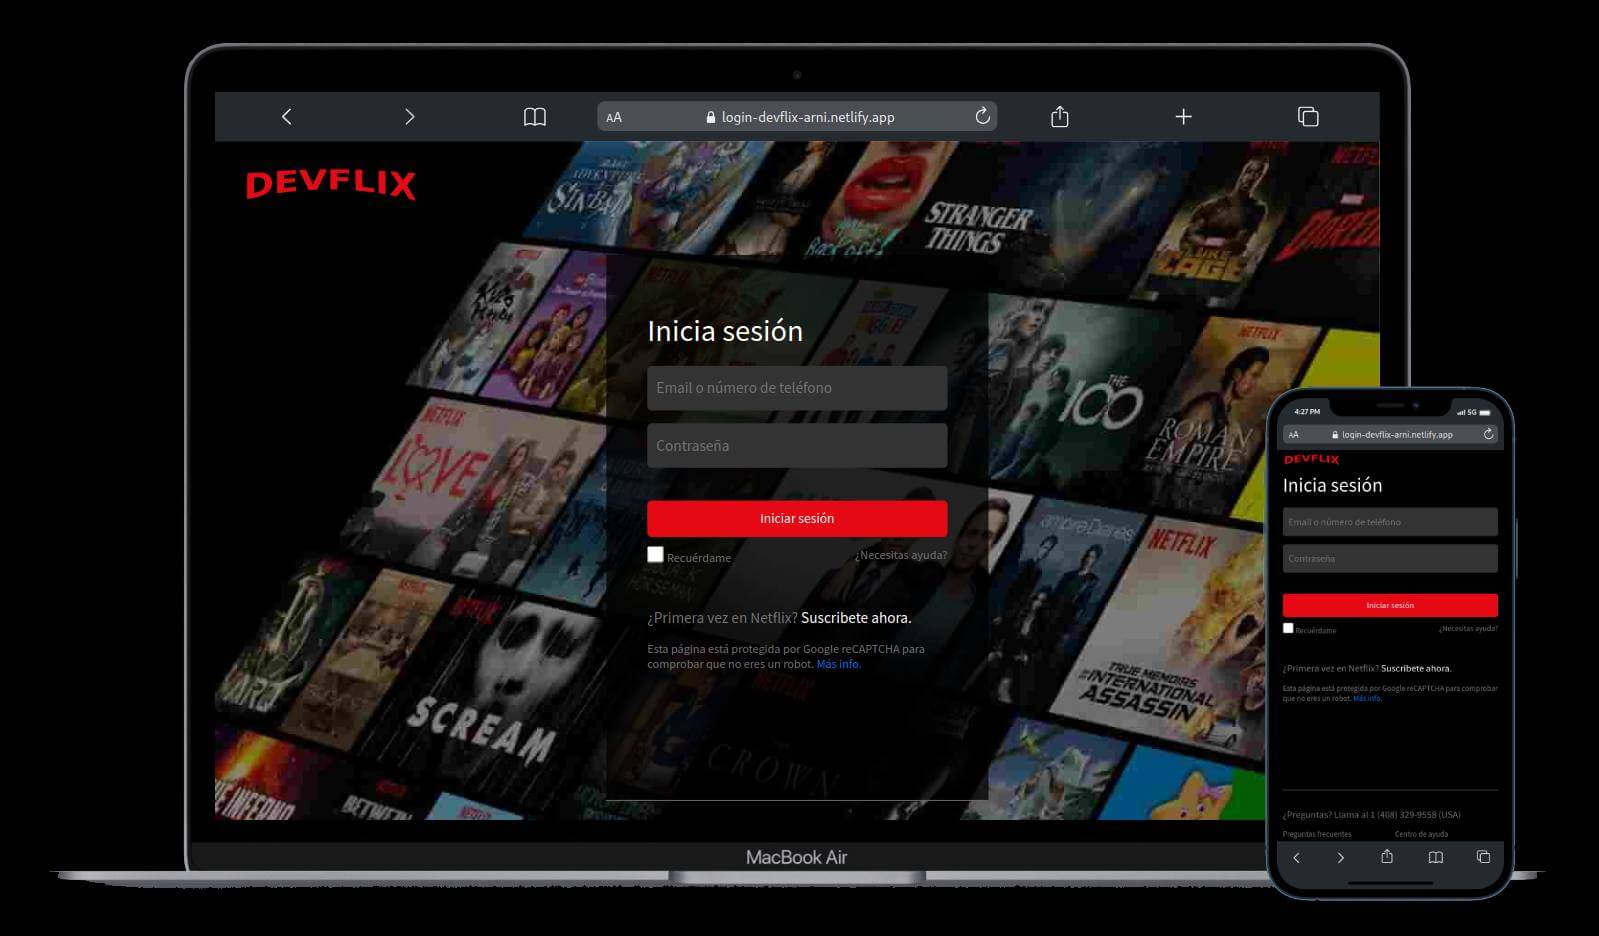 AA login-devflix-arni.netlify.app
DEVFLIX
SINBAD
Back off!
STRANGER
THINGS
LUKE
CAGE
NETFLIX
Inicia sesión
Email o número de teléfono
Contraseña
Iniciar sesión
Recuérdame
¿Necesitas ayuda?
¿Primera vez en Netflix? Suscribete ahora.
Esta página está protegida por Google reCAPTCHA para
comprobar que no eres un robot. Más info.
NETFLIX
THE
100
ROMAN
EMPIRE
NETFLIX
LOVE
NETFLIX
TRUE MEMOIRS
OF AN INTERNATIONAL
ASSASSIN
SCREAM
THE
CROWN
MacBook Air
4:27 PM
5G
AA login-devflix-arni.netlify.app
DEVFLIX
Inicia sesión
Email o número de teléfono
Contraseña
Iniciar sesión
Recuérdame
¿Necesitas ayuda?
¿Primera vez en Netflix? Suscribete ahora.
Esta página está protegida por Google reCAPTCHA para comprobar
que no eres un robot. Más info.
¿Preguntas? Llama al 1 (408) 329-9558 (USA)
Preguntas frecuentes
Centro de ayuda